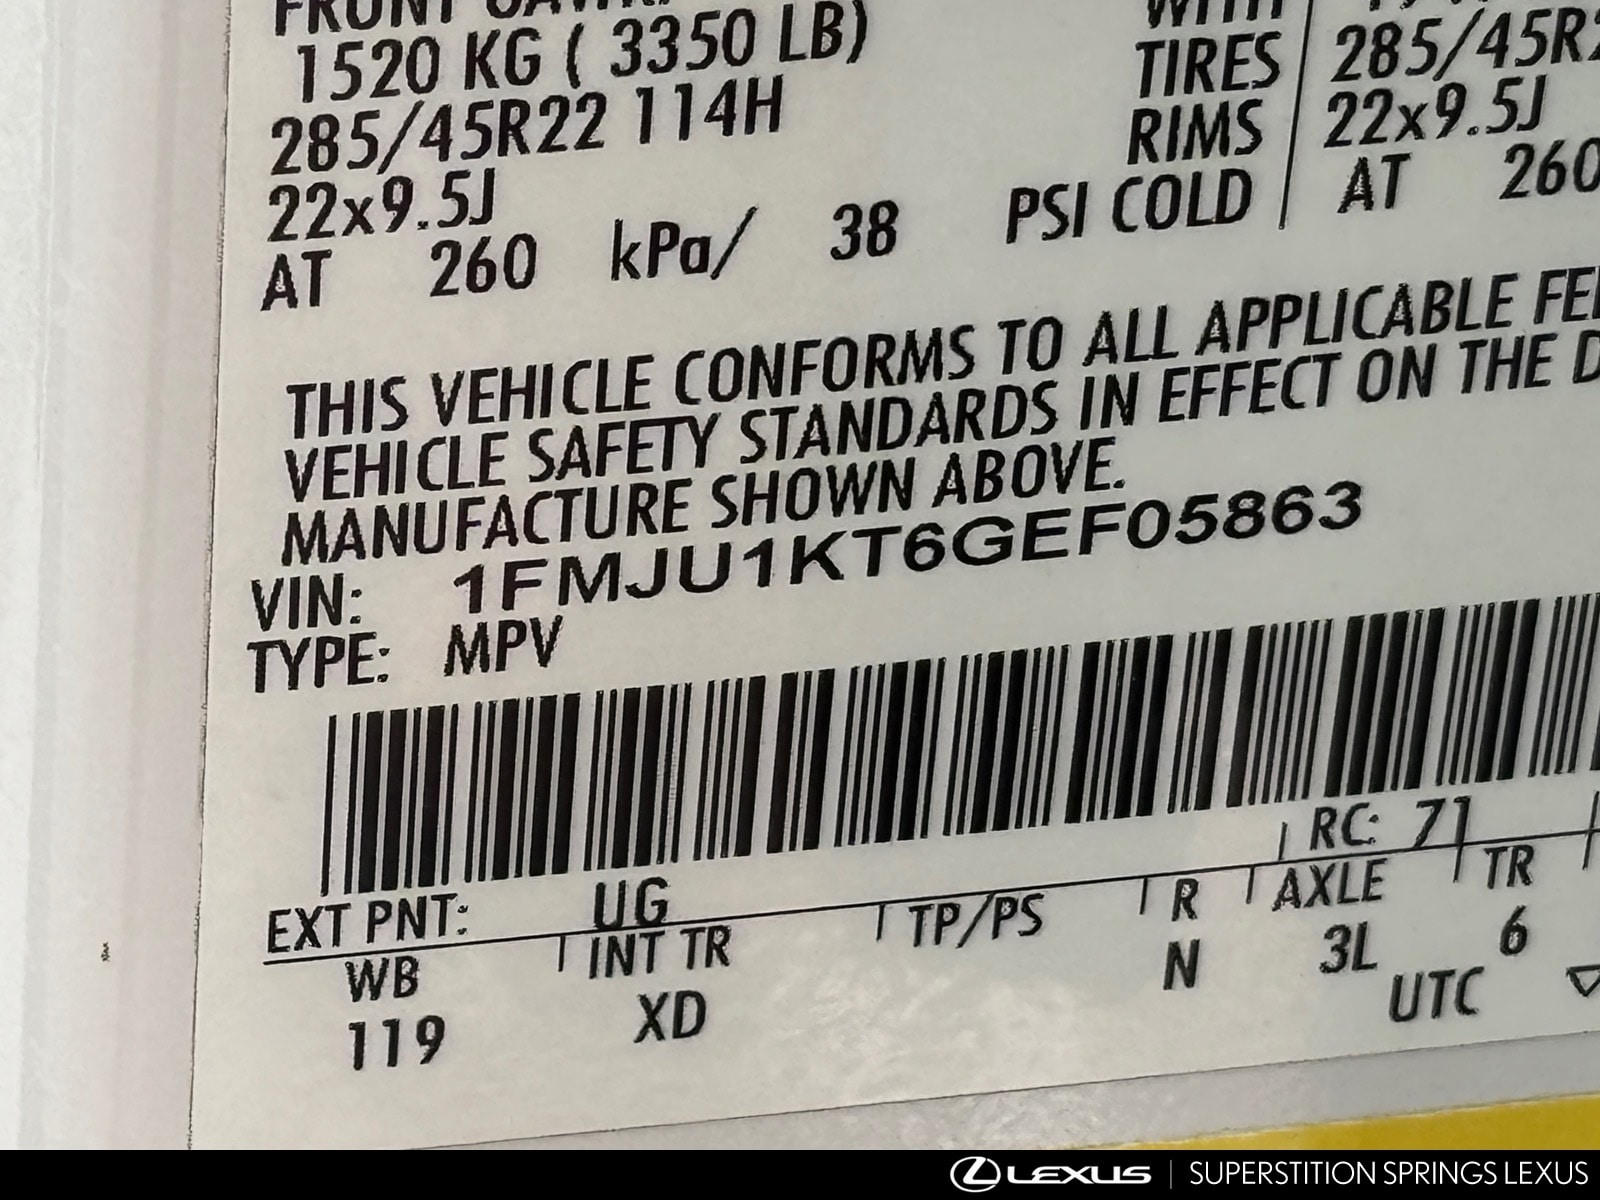 FRONT
1520 KG ( 3350 LB)
285/45R22 114H
22x9.5J
AT 260 kPa/ 38 PSI COLD
WITH
TIRES
RIMS
285/45R2
22x9.5J
AT 260
THIS VEHICLE CONFORMS TO ALL APPLICABLE FE
VEHICLE SAFETY STANDARDS IN EFFECT ON THE D
MANUFACTURE SHOWN ABOVE.
VIN: 1FMJU1KT6GEF05863
TYPE: MPV
RC: 71
EXT PNT: UG
WB INT TR TP/PS R AXLE TR
119 XD N 3L 6
UTC
LEXUS | SUPERSTITION SPRINGS LEXUS